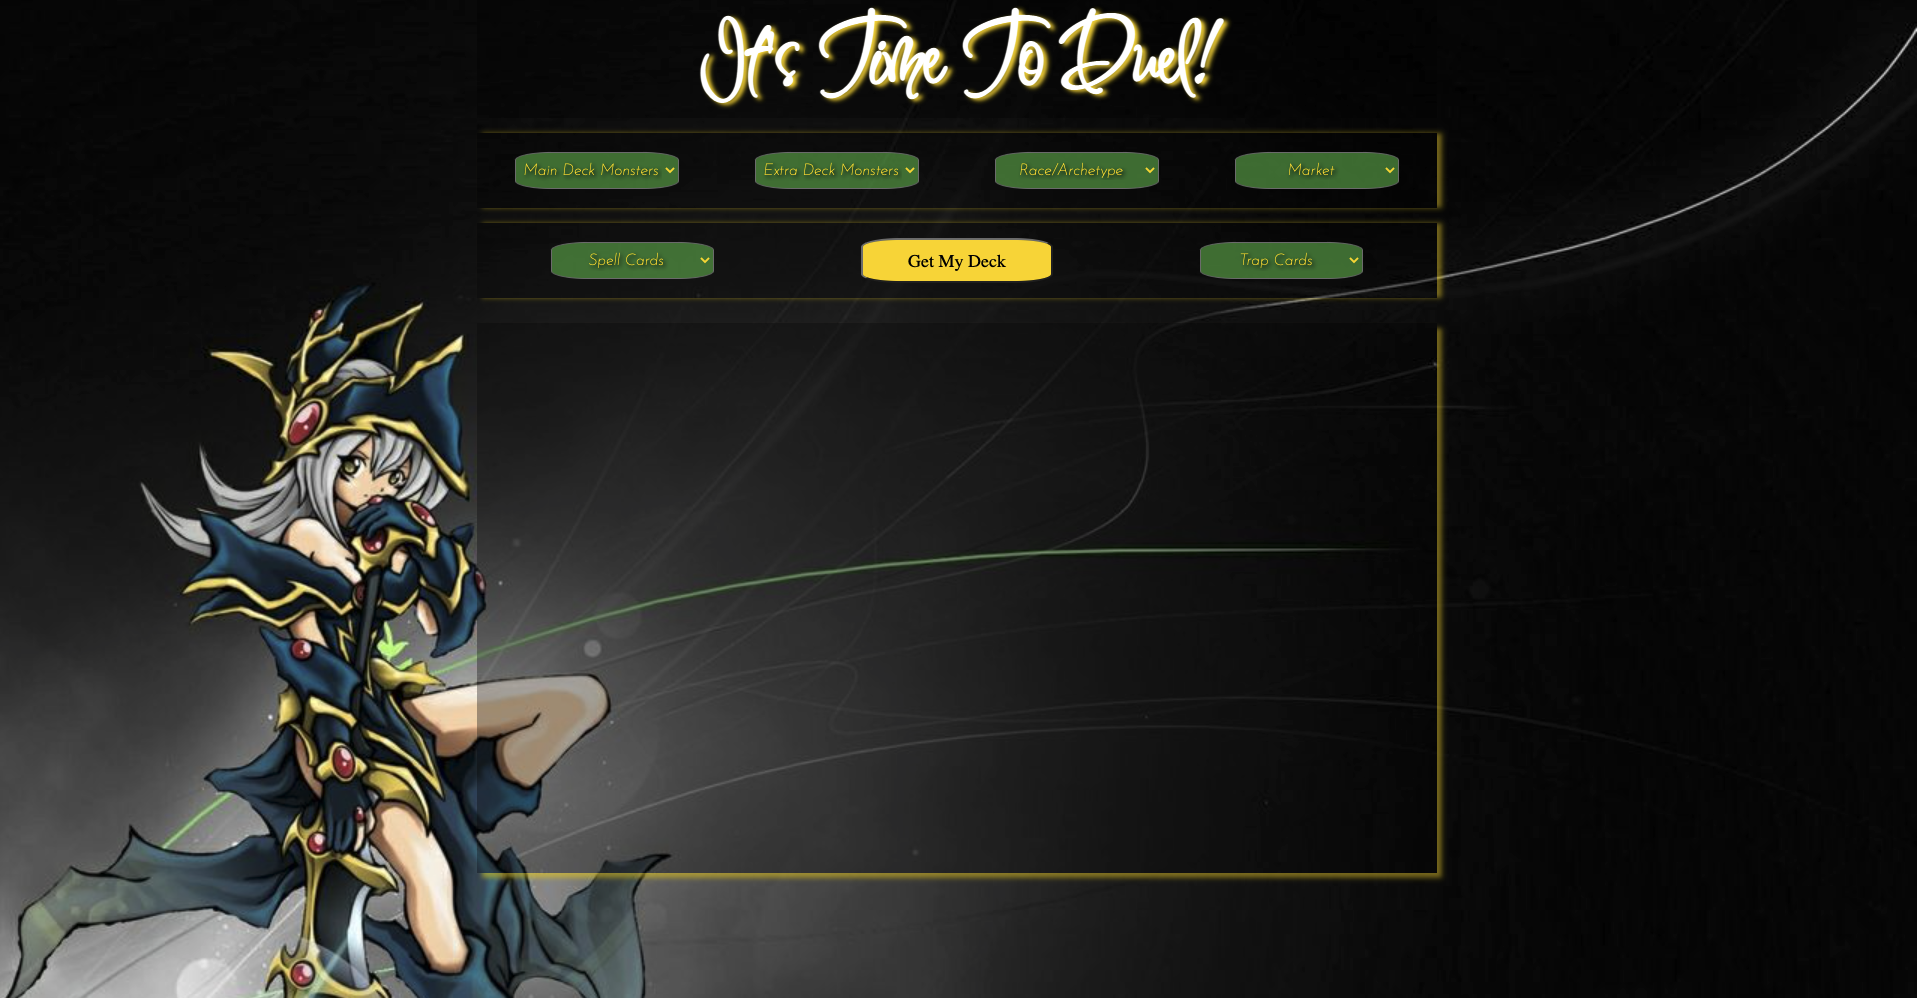 It's Time To Duel!
Main Deck Monsters
Extra Deck Monsters
Race/Archetype
Market
Spell Cards
Get My Deck
Trap Cards